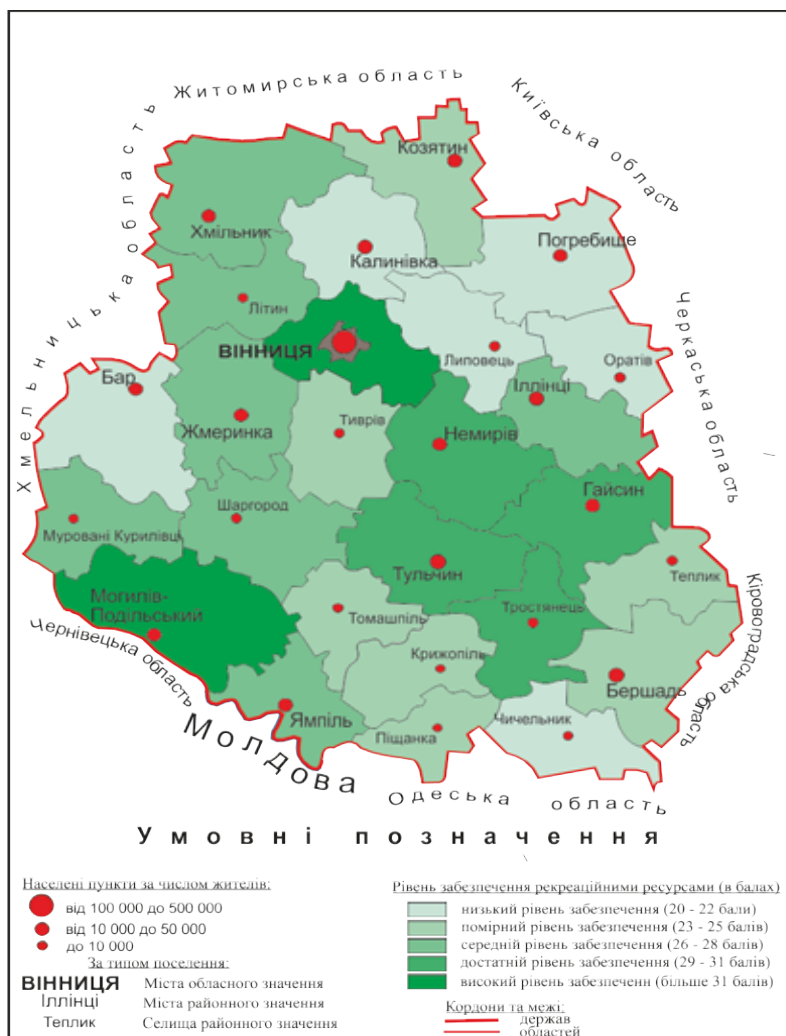 Житомирська область
Київська область
Хмельницька область
Черкаська область
Козятин
Хмільник
Калинівка
Погребище
Літин
ВІННИЦЯ
Липовець
Оратів
Бар
Іллінці
Жмеринка
Тиврів
Немирів
Гайсин
Шаргород
Муровані Курилівці
Тульчин
Теплик
Могилів-
Подільський
Томашпіль
Тростянець
Кіровоградська область
Чернівецька область
Крижопіль
Бершадь
Ямпіль
Чичельник
Піщанка
Молдова
Одеська область
Умовні позначення
Населені пункти за числом жителів:
від 100 000 до 500 000
від 10 000 до 50 000
до 10 000
За типом поселення:
ВІННИЦЯ Міста обласного значення
Іллінці Міста районного значення
Теплик Селища районного значення
Рівень забезпечення рекреаційними ресурсами (в балах)
низький рівень забезпечення (20 - 22 бали)
помірний рівень забезпечення (23 - 25 балів)
середній рівень забезпечення (26 - 28 балів)
достатній рівень забезпечення (29 - 31 балів)
високий рівень забезпеченн (більше 31 балів)
Кордони та межі:
держав
областей